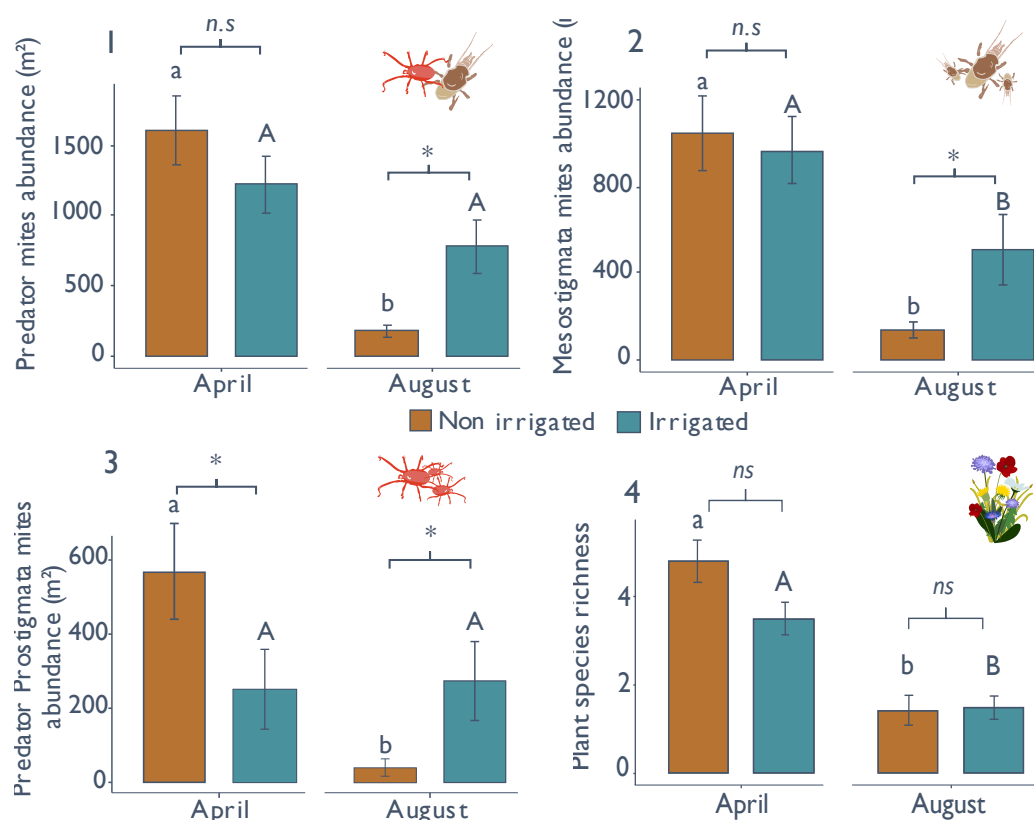 1
Predator mites abundance (m²)
1500
1000
500
0
n.s
a
A
*
b
A
April
August
2
Mesostigmata mites abundance (
1200
800
400
0
n.s
a
A
*
b
B
April
August
Non irrigated
Irrigated
3
Predator Prostigmata mites
abundance (m²)
600
400
200
0
*
a
A
*
b
A
April
August
4
Plant species richness
4
2
0
ns
a
A
ns
b
B
April
August